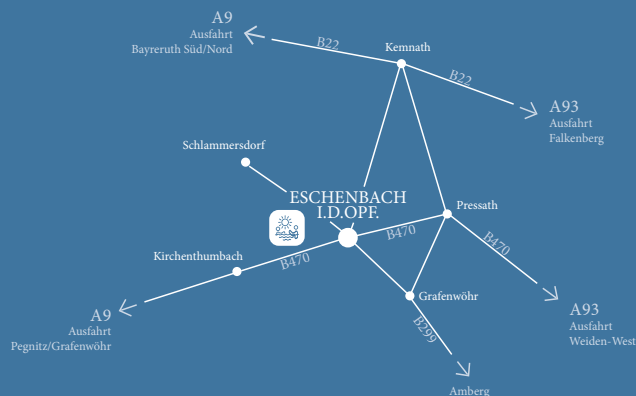 A9
Ausfahrt
Bayreruth Süd/Nord
B22
Kemnath
B22
A93
Ausfahrt
Falkenberg
Schlammersdorf
ESCHENBACH
I.D.OPF.
Pressath
B470
B470
Kirchenthumbach
B470
Grafenwöhr
A9
Ausfahrt
Pegnitz/Grafenwöhr
B299
A93
Ausfahrt
Weiden-West
Amberg